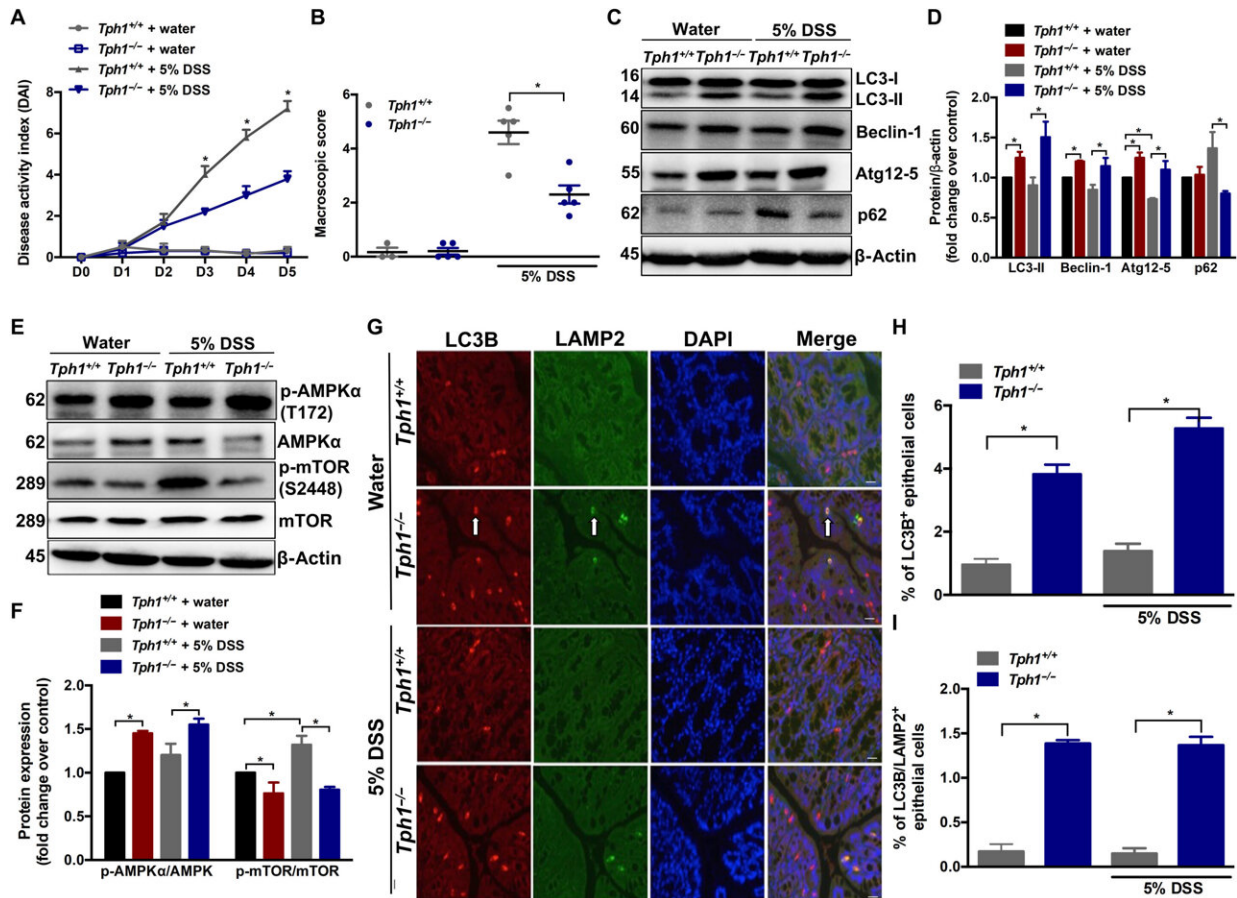 A
Tph1+/+ + water
Tph1−/− + water
Tph1+/+ + 5% DSS
Tph1−/− + 5% DSS
Disease activity index (DAI)
8
6
4
2
0
* * *
D0 D1 D2 D3 D4 D5
B
Macroscopic score
6
4
2
0
Tph1+/+
Tph1−/−
*
5% DSS
C
Water 5% DSS
Tph1+/+ Tph1−/− Tph1+/+ Tph1−/−
16 LC3-I
14 LC3-II
60 Beclin-1
55 Atg12-5
62 p62
45 β-Actin
D
Tph1+/+ + water
Tph1−/− + water
Tph1+/+ + 5% DSS
Tph1−/− + 5% DSS
Protein/β-actin
(fold change over control)
2.0
1.5
1.0
0.5
0.0
* * * * * * * *
LC3-II Beclin-1 Atg12-5 p62
E
Water 5% DSS
Tph1+/+ Tph1−/− Tph1+/+ Tph1−/−
62 p-AMPKα
(T172)
62 AMPKα
289 p-mTOR
(S2448)
289 mTOR
45 β-Actin
F
Tph1+/+ + water
Tph1−/− + water
Tph1+/+ + 5% DSS
Tph1−/− + 5% DSS
Protein expression
(fold change over control)
2.0
1.5
1.0
0.5
0.0
* * * * *
p-AMPKα/AMPK p-mTOR/mTOR
G
LC3B LAMP2 DAPI Merge
Water
Tph1+/+
Tph1−/−
5% DSS
Tph1+/+
Tph1−/−
H
Tph1+/+
Tph1−/−
% of LC3B+ epithelial cells
6
4
2
0
* *
5% DSS
I
Tph1+/+
Tph1−/−
% of LC3B/LAMP2+
epithelial cells
2.0
1.5
1.0
0.5
0.0
* *
5% DSS